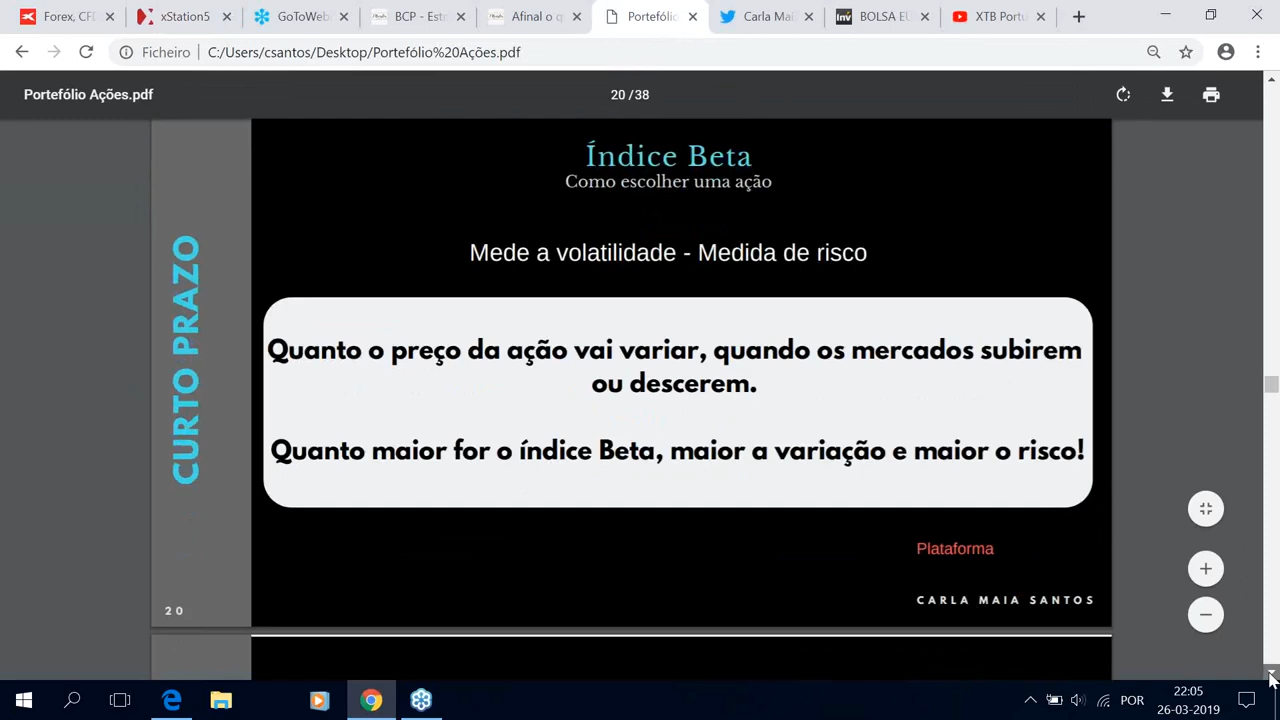 Forex, CFD
xStation5
GoToWeb
BCP - Estr
Afinal o q
Portefólio
Carla Mai
BOLSA EU
XTB Portu
Ficheiro
C:/Users/csantos/Desktop/Portefólio%20Ações.pdf
Portefólio Ações.pdf
20 / 38
Índice Beta
Como escolher uma ação
CURTO PRAZO
Mede a volatilidade - Medida de risco
Quanto o preço da ação vai variar, quando os mercados subirem
ou descerem.
Quanto maior for o índice Beta, maior a variação e maior o risco!
Plataforma
CARLA MAIA SANTOS
20
POR
22:05
26-03-2019